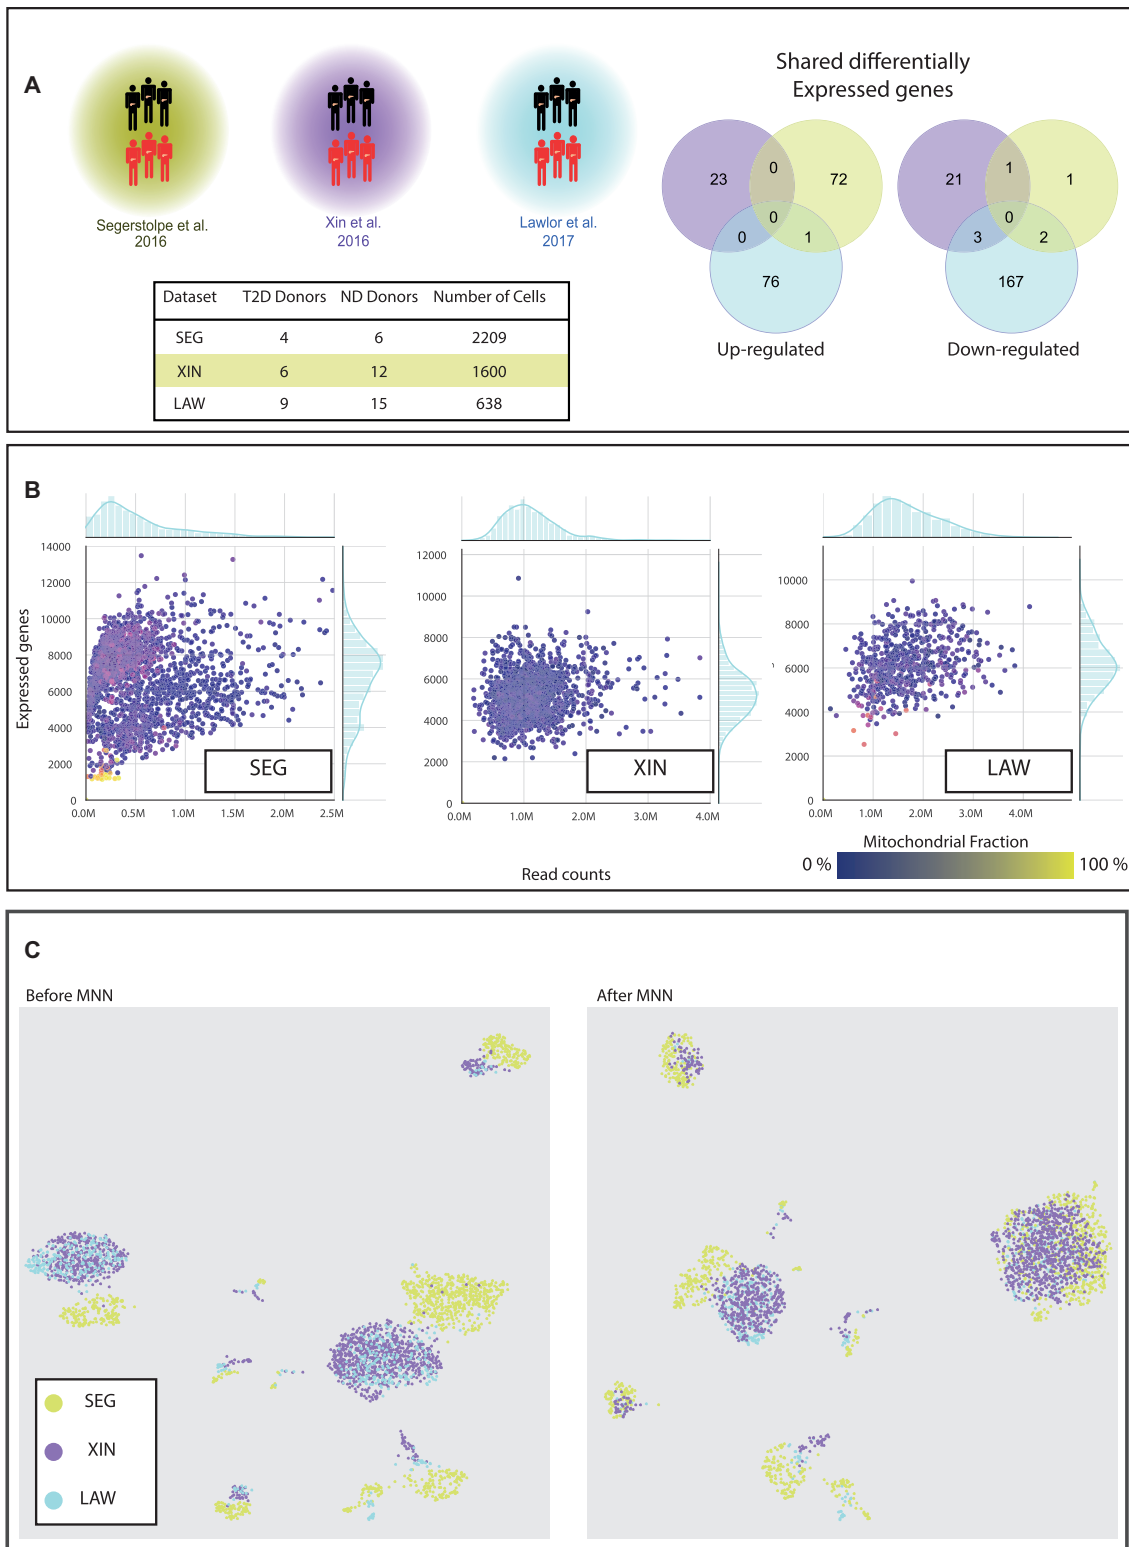 A
Segerstolpe et al.
2016
Xin et al.
2016
Lawlor et al.
2017
Dataset T2D Donors ND Donors Number of Cells
SEG 4 6 2209
XIN 6 12 1600
LAW 9 15 638
Shared differentially
Expressed genes
23 0 72
0
0 1
76
Up-regulated
21 1 1
0
3 2
167
Down-regulated
B
Expressed genes
14000
12000
10000
8000
6000
4000
2000
0
0.0M 0.5M 1.0M 1.5M 2.0M 2.5M
SEG
12000
10000
8000
6000
4000
2000
0
0.0M 1.0M 2.0M 3.0M 4.0M
XIN
10000
8000
6000
4000
2000
0
0.0M 1.0M 2.0M 3.0M 4.0M
LAW
Read counts
Mitochondrial Fraction
0 % 100 %
C
Before MNN
After MNN
SEG
XIN
LAW